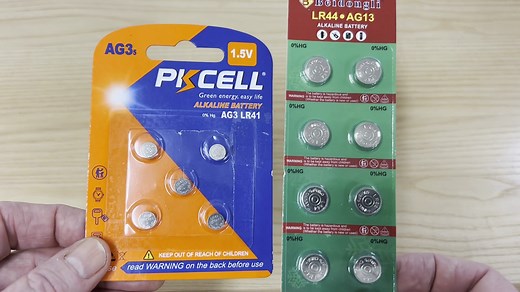 AG3₅
1.5V
PKCELL
Green energy, easy life
ALKALINE BATTERY
0% Hg AG3 LR41
KEEP OUT OF REACH OF CHILDREN
read WARNING on the back before use
Beidongli
LR44•AG13
ALKALINE BATTERY
0%HG 0%HG
WARNING
0%HG 0%HG
WARNING
0%HG 0%HG
WARNING
0%HG 0%HG